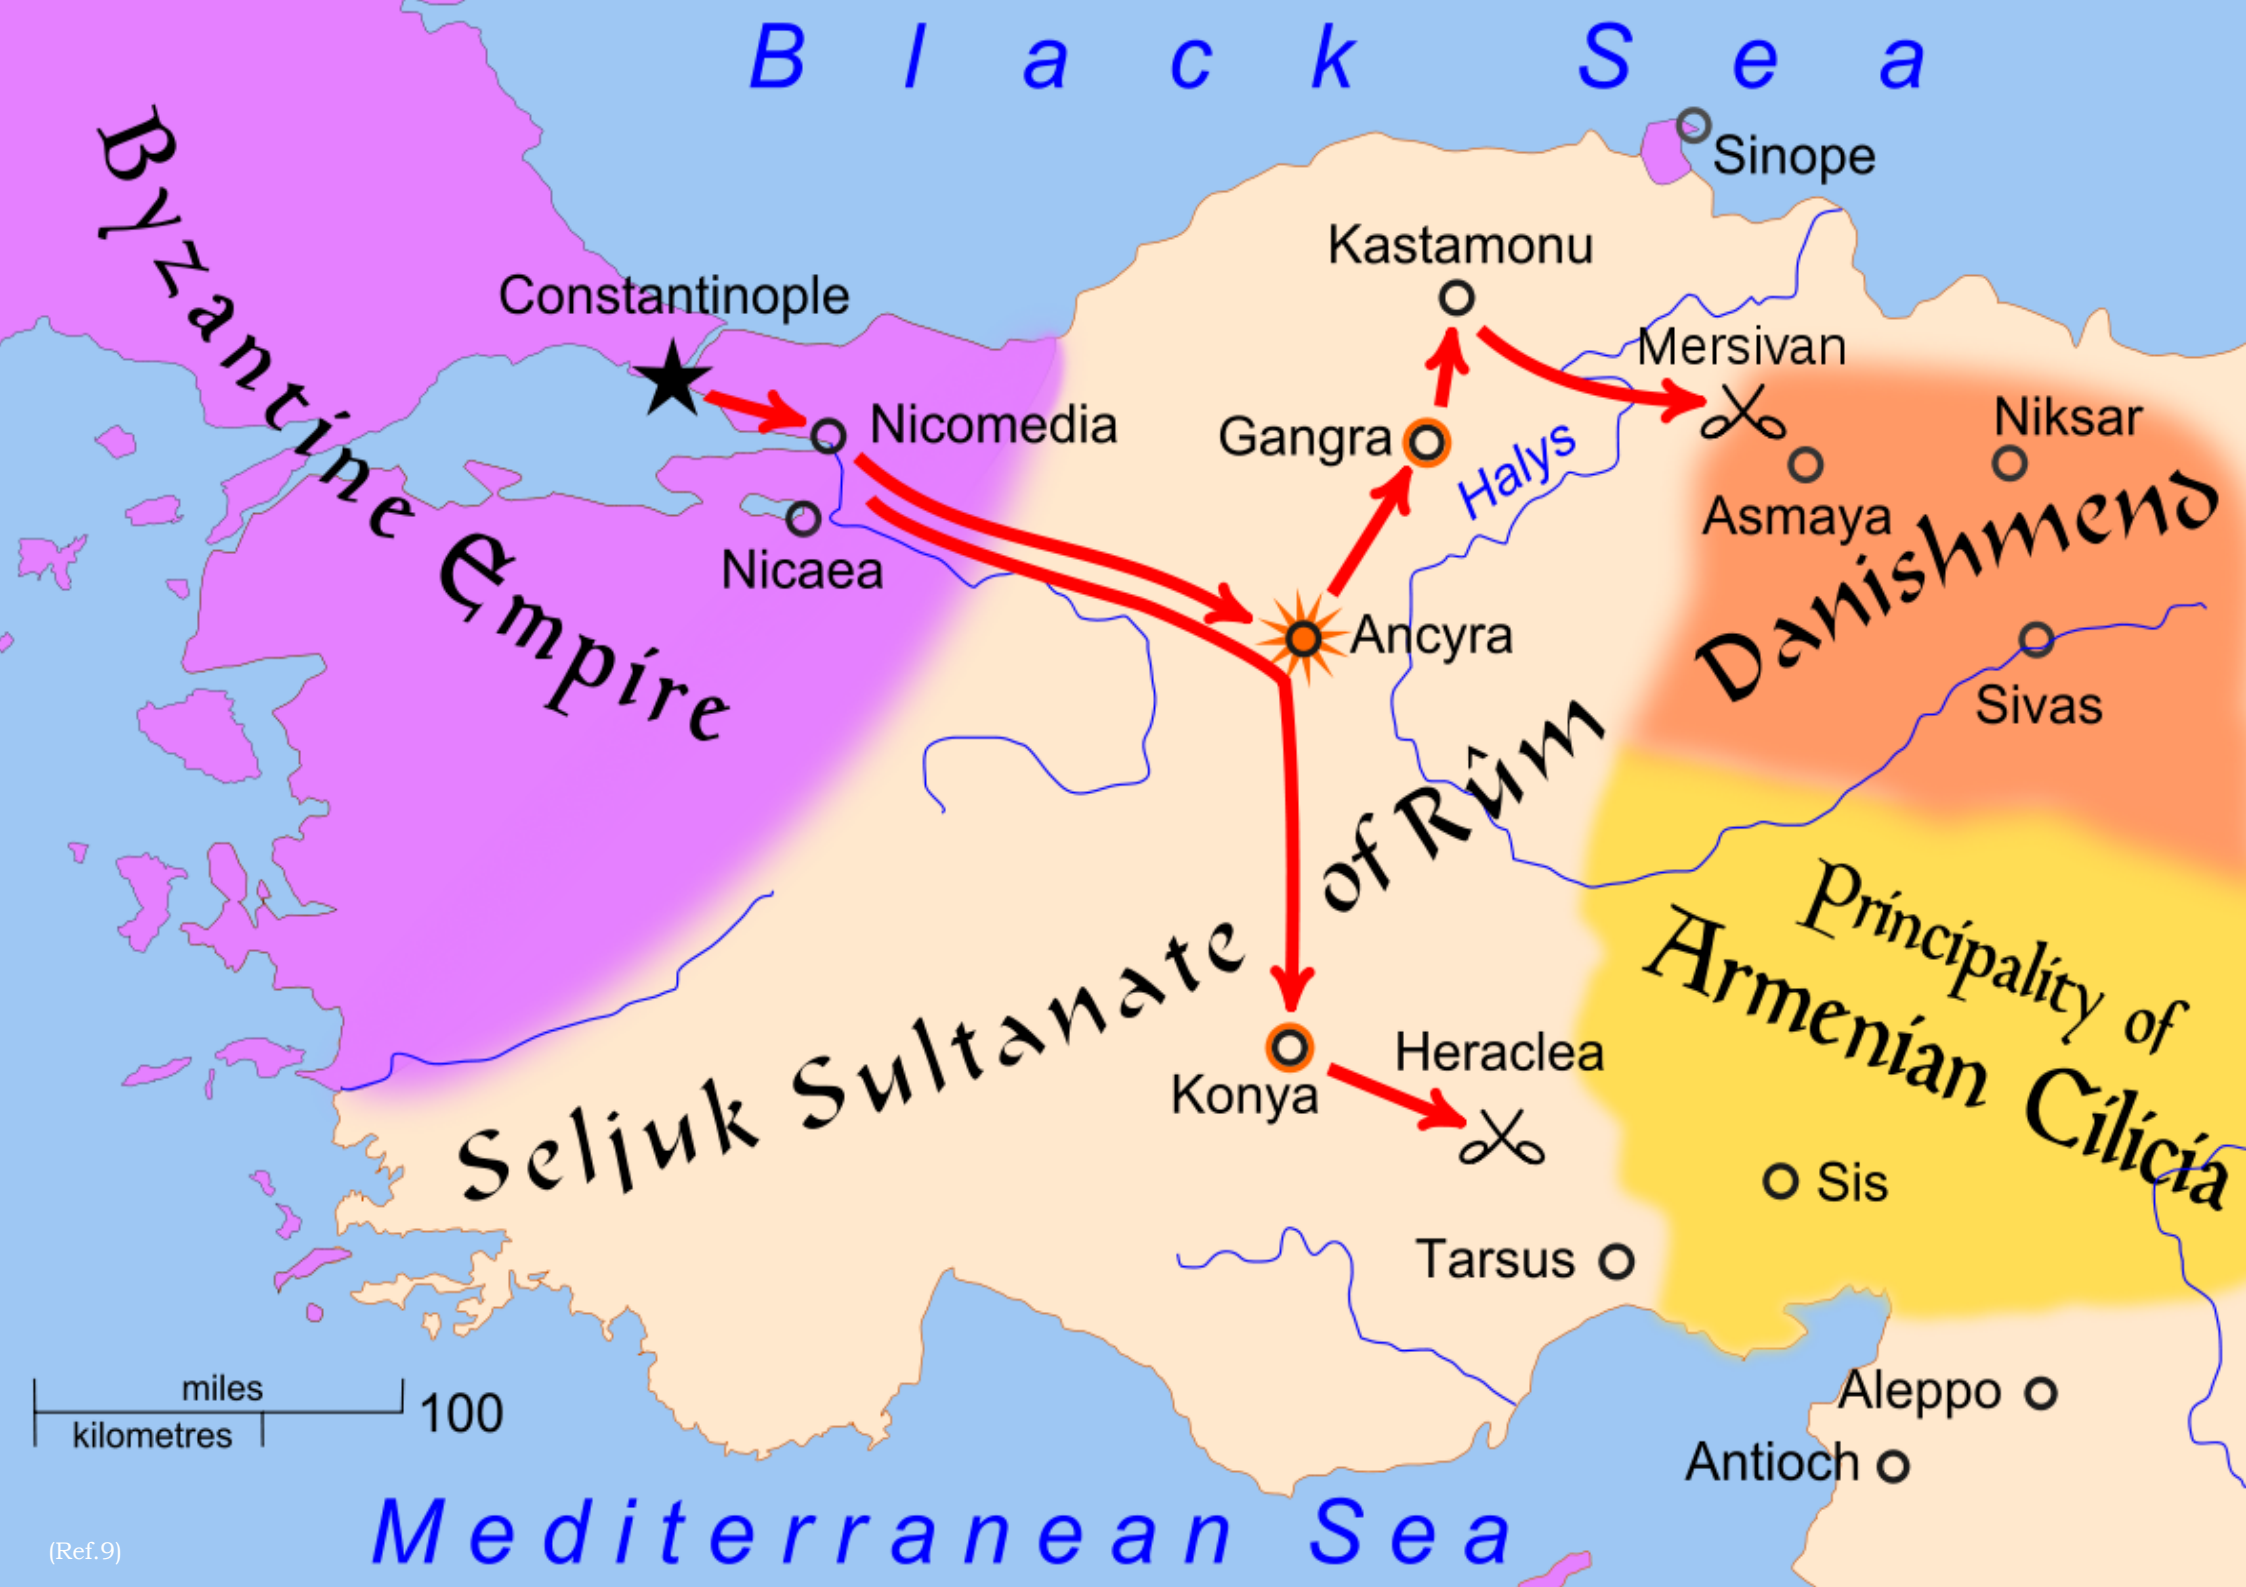 Black Sea
Sinope
Kastamonu
Constantinople
Mersivan
Byzantine Empire
Nicomedia
Gangra
Niksar
Halys
Asmaya
Danishmend
Nicaea
Ancyra
Sivas
Seljuk Sultanate of Rûm
Principality of
Armenian Cilicia
Heraclea
Konya
Sis
Tarsus
miles
100
kilometres
Aleppo
Antioch
Mediterranean Sea
(Ref.9)